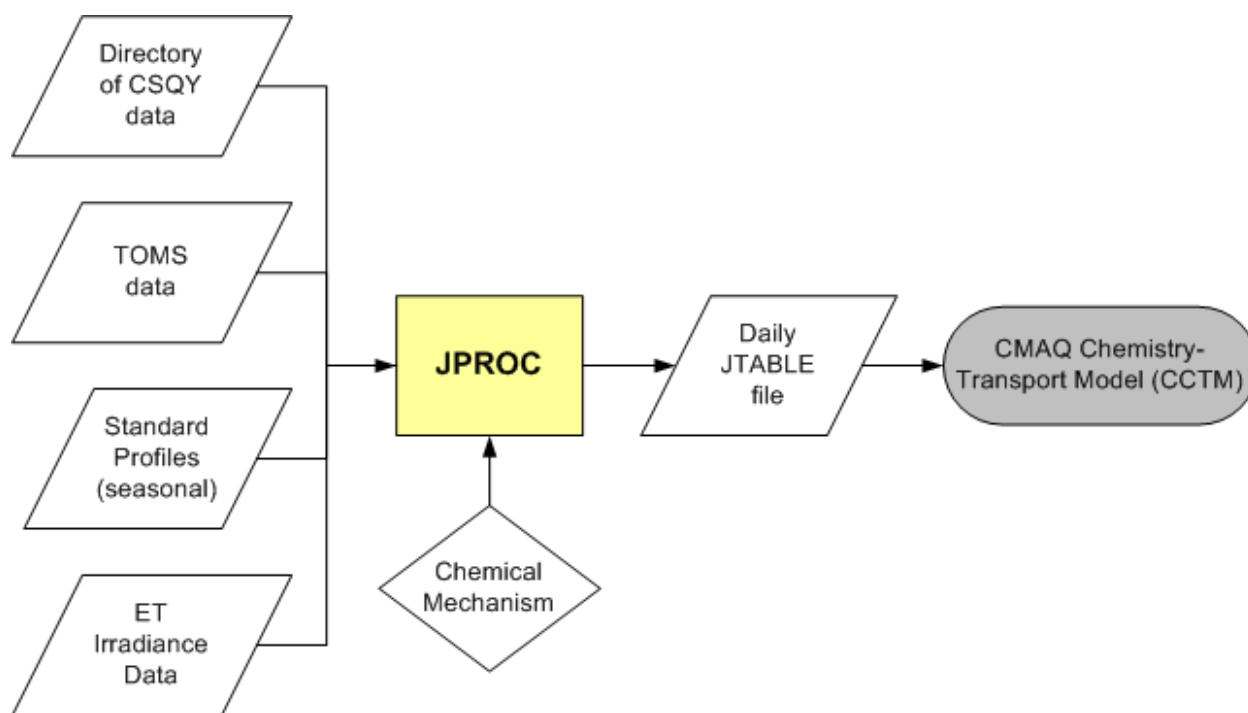 Directory
of CSQY
data
TOMS
data
Standard
Profiles
(seasonal)
ET
Irradiance
Data
JPROC
Chemical
Mechanism
Daily
JTABLE
file
CMAQ Chemistry-
Transport Model (CCTM)